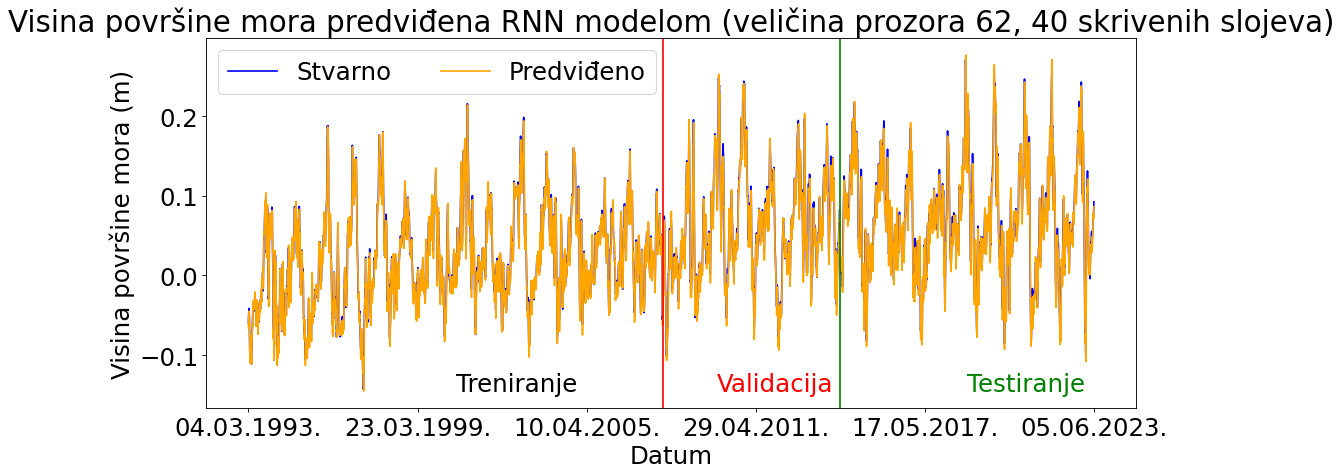 Visina površine mora predviđena RNN modelom (veličina prozora 62, 40 skrivenih slojeva)
Stvarno Predviđeno
Visina površine mora (m)
0.2
0.1
0.0
−0.1
Treniranje Validacija Testiranje
04.03.1993. 23.03.1999. 10.04.2005. 29.04.2011. 17.05.2017. 05.06.2023.
Datum